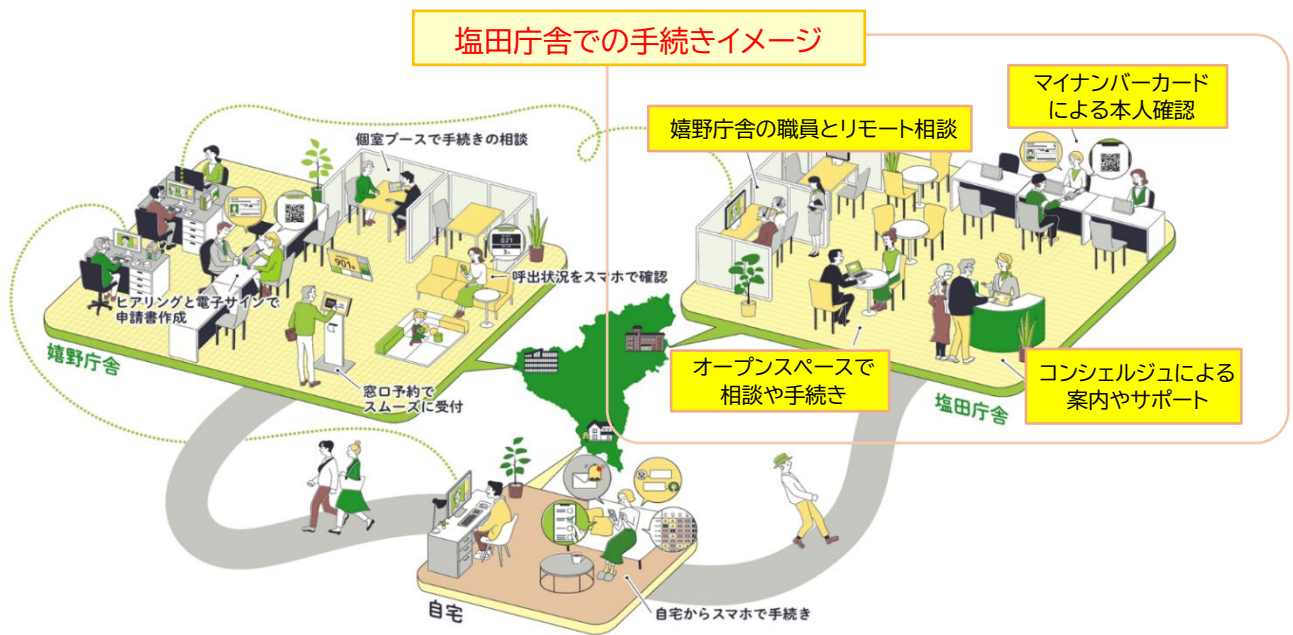 塩田庁舎での手続きイメージ
マイナンバーカード
による本人確認
嬉野庁舎の職員とリモート相談
個室ブースで手続きの相談
021
901
呼出状況をスマホで確認
ヒアリングと電子サインで
申請書作成
嬉野庁舎
窓口予約で
スムーズに受付
オープンスペースで
相談や手続き
コンシェルジュによる
案内やサポート
塩田庁舎
自宅
自宅からスマホで手続き